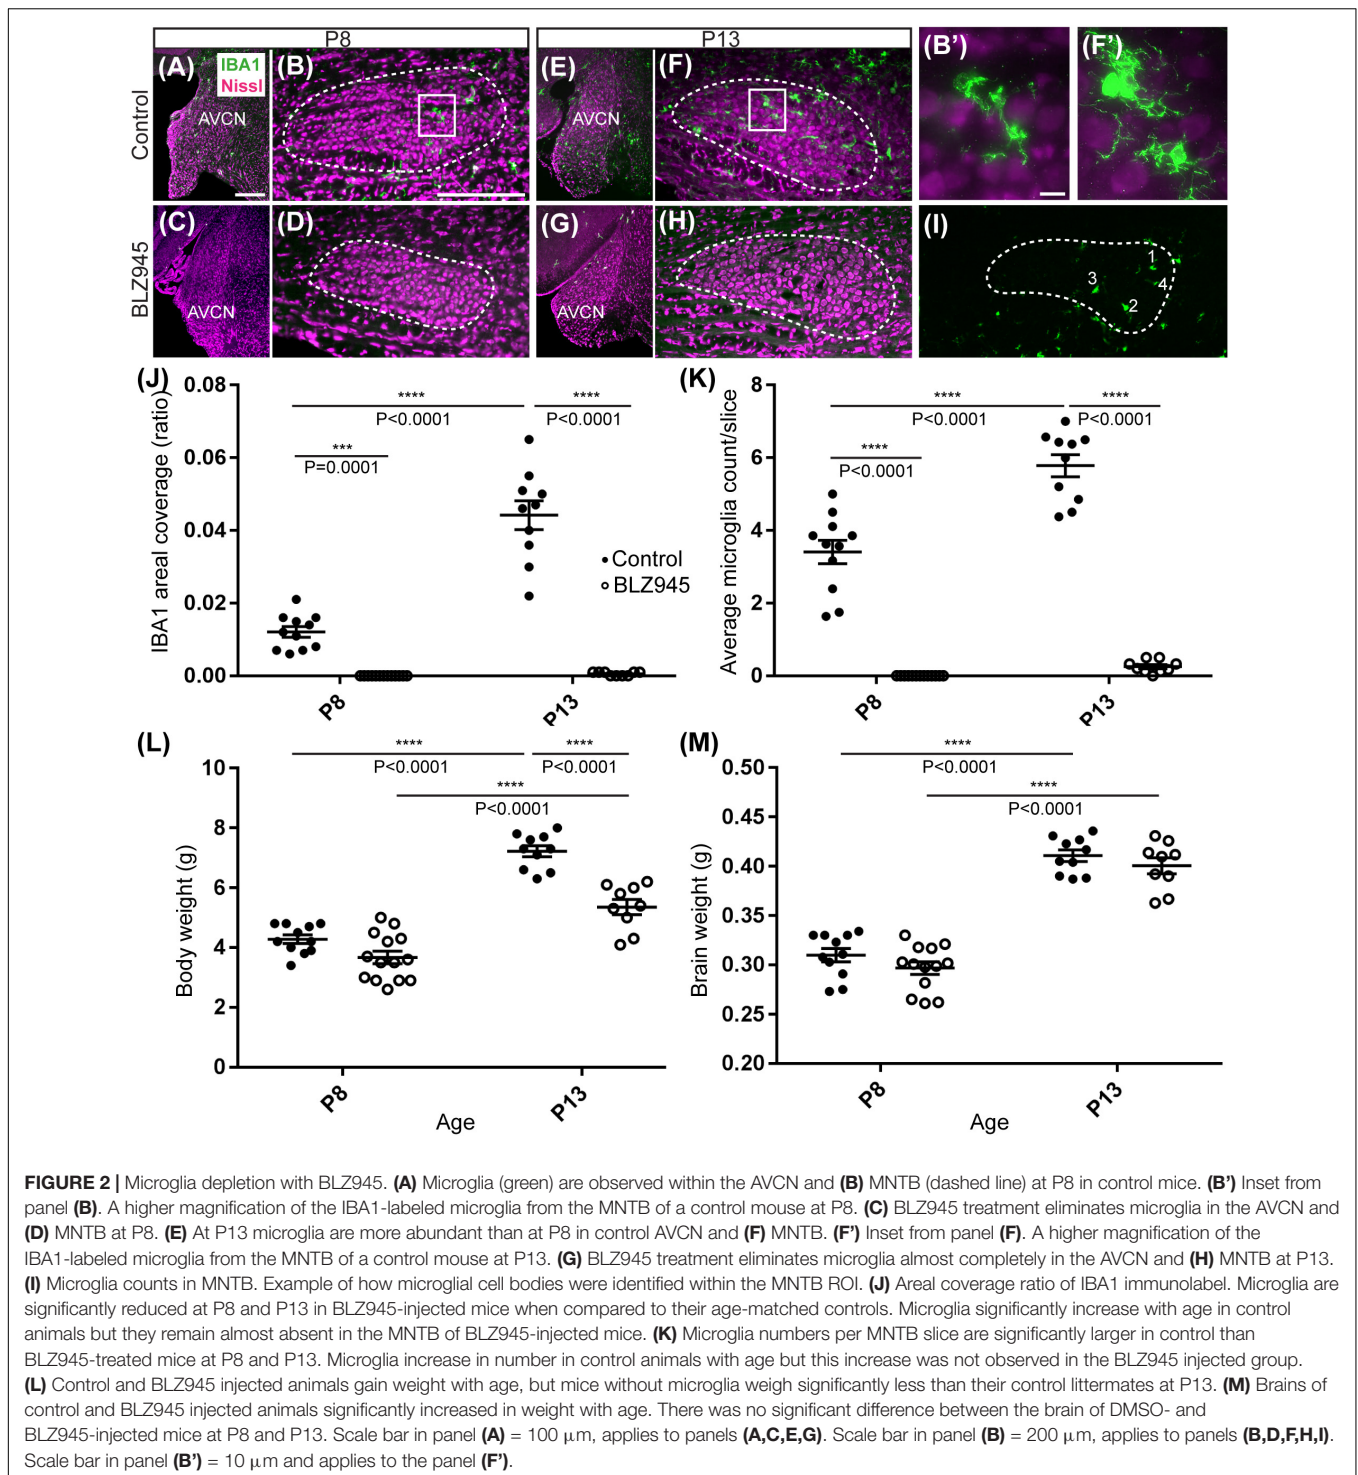 P8
P13
Control
BLZ945
(A)
IBA1
Nissl
AVCN
(B)
(E)
AVCN
(F)
(B')
(F')
(C)
AVCN
(D)
(G)
AVCN
(H)
(I)
1
3
4
2
(J)
IBA1 areal coverage (ratio)
0.08
0.06
0.04
0.02
0.00
****
P<0.0001
****
P<0.0001
***
P=0.0001
Control
BLZ945
P8
P13
(K)
Average microglia count/slice
8
6
4
2
0
****
P<0.0001
****
P<0.0001
****
P<0.0001
P8
P13
(L)
Body weight (g)
10
8
6
4
2
0
****
P<0.0001
****
P<0.0001
****
P<0.0001
P8
P13
Age
(M)
Brain weight (g)
0.50
0.45
0.40
0.35
0.30
0.25
0.20
****
P<0.0001
****
P<0.0001
P8
P13
Age
FIGURE 2 | Microglia depletion with BLZ945. (A) Microglia (green) are observed within the AVCN and (B) MNTB (dashed line) at P8 in control mice. (B') Inset from
panel (B). A higher magnification of the IBA1-labeled microglia from the MNTB of a control mouse at P8. (C) BLZ945 treatment eliminates microglia in the AVCN and
(D) MNTB at P8. (E) At P13 microglia are more abundant than at P8 in control AVCN and (F) MNTB. (F') Inset from panel (F). A higher magnification of the
IBA1-labeled microglia from the MNTB of a control mouse at P13. (G) BLZ945 treatment eliminates microglia almost completely in the AVCN and (H) MNTB at P13.
(I) Microglia counts in MNTB. Example of how microglial cell bodies were identified within the MNTB ROI. (J) Areal coverage ratio of IBA1 immunolabel. Microglia are
significantly reduced at P8 and P13 in BLZ945-injected mice when compared to their age-matched controls. Microglia significantly increase with age in control
animals but they remain almost absent in the MNTB of BLZ945-injected mice. (K) Microglia numbers per MNTB slice are significantly larger in control than
BLZ945-treated mice at P8 and P13. Microglia increase in number in control animals with age but this increase was not observed in the BLZ945 injected group.
(L) Control and BLZ945 injected animals gain weight with age, but mice without microglia weigh significantly less than their control littermates at P13. (M) Brains of
control and BLZ945 injected animals significantly increased in weight with age. There was no significant difference between the brain of DMSO- and
BLZ945-injected mice at P8 and P13. Scale bar in panel (A) = 100 μm, applies to panels (A,C,E,G). Scale bar in panel (B) = 200 μm, applies to panels (B,D,F,H,I).
Scale bar in panel (B') = 10 μm and applies to the panel (F').